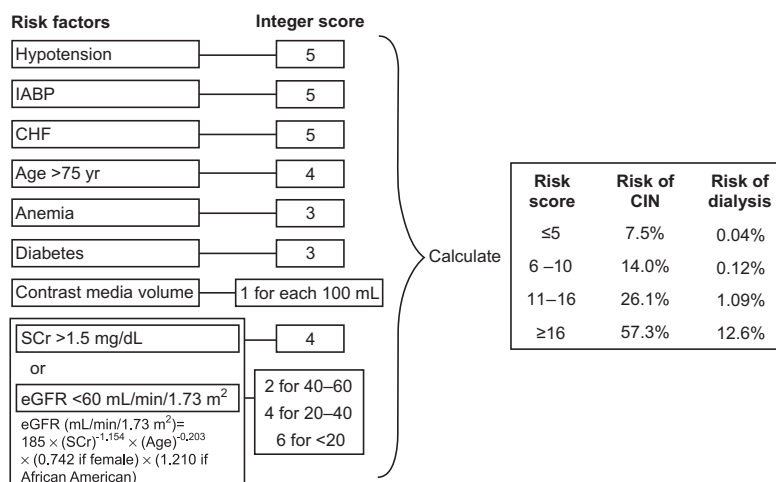 Risk factors Integer score
Hypotension 5
IABP 5
CHF 5
Age >75 yr 4
Anemia 3
Diabetes 3
Contrast media volume 1 for each 100 mL
SCr >1.5 mg/dL 4
or
eGFR <60 mL/min/1.73 m²
2 for 40–60
4 for 20–40
6 for <20
eGFR (mL/min/1.73 m²)=
185 × (SCr)⁻¹·¹⁵⁴ × (Age)⁻⁰·²⁰³
× (0.742 if female) × (1.210 if
African American)
Calculate
Risk score Risk of CIN Risk of dialysis
≤5 7.5% 0.04%
6 –10 14.0% 0.12%
11–16 26.1% 1.09%
≥16 57.3% 12.6%